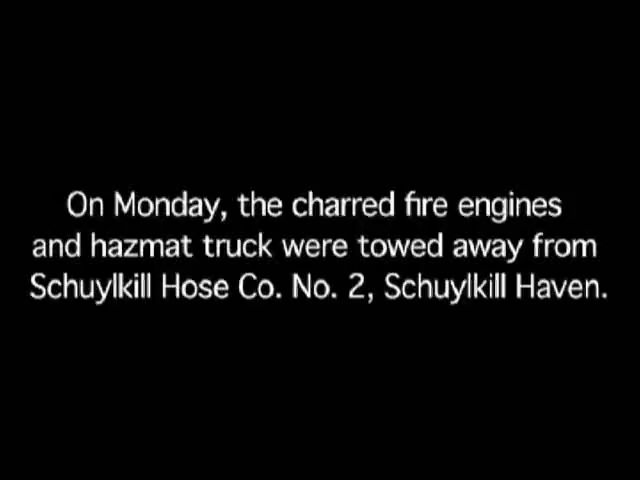 On Monday, the charred fire engines
and hazmat truck were towed away from
Schuylkill Hose Co. No. 2, Schuylkill Haven.